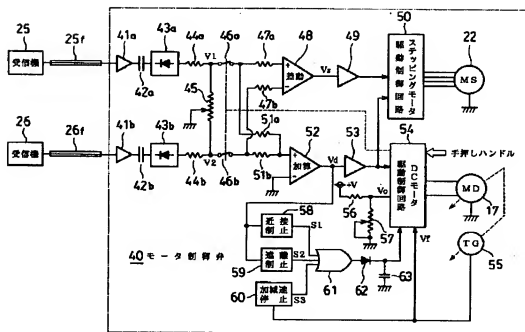 25
受信機
25f
41a
42a
43a
44a
46a
V1
47a
48
差動
Vs
49
50
ステッピングモータ
駆動制御回路
22
MS
45
47b
51a
26
受信機
26f
41b
42b
43b
44b
V2
46b
51b
52
加減
Vd
53
54
DCモータ
駆動制御回路
手押しハンドル
+V
56
Vo
57
MD
17
Vf
TG
55
58
近接
制止
S1
59
遠離
制止
S2
60
加減速
停止
S3
61
62
63
40
モータ制御弁